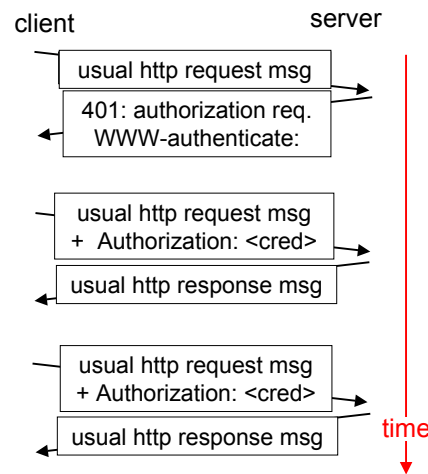 client
server
usual http request msg
401: authorization req.
WWW-authenticate:
usual http request msg
+ Authorization: <cred>
usual http response msg
usual http request msg
+ Authorization: <cred>
usual http response msg
time